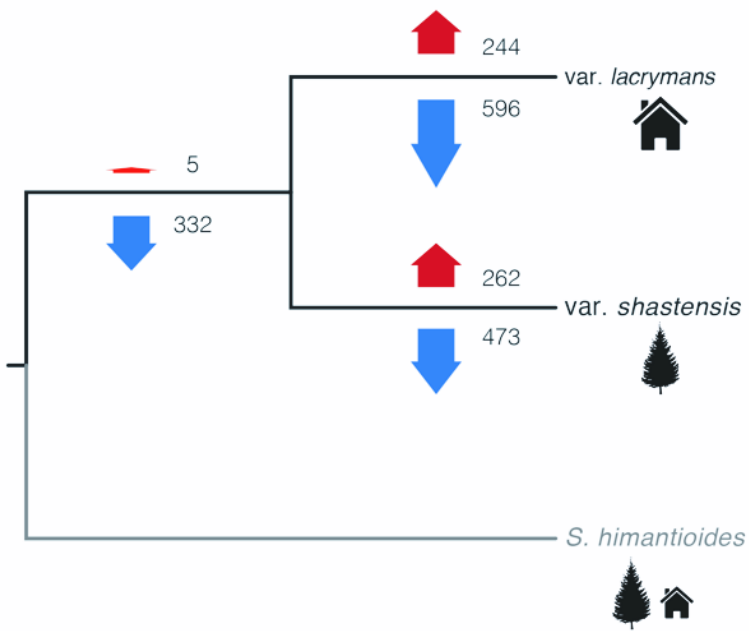 244
var. lacrymans
596
5
332
262
var. shastensis
473
S. himantioides